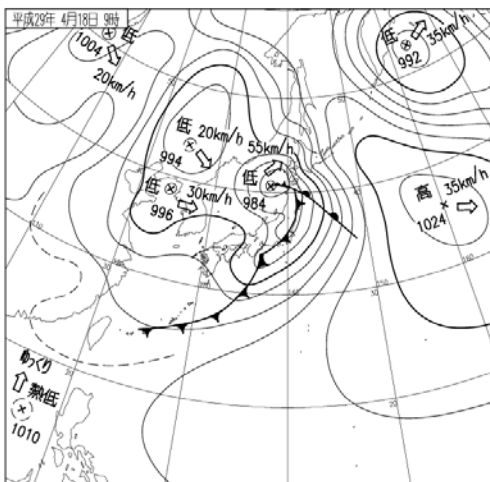 平成29年 4月18日 9時
低
1004
20km/h
低
992
35km/h
低
994
20km/h
低
996
30km/h
低
984
55km/h
高
1024
35km/h
ゆっくり
熱低
1010